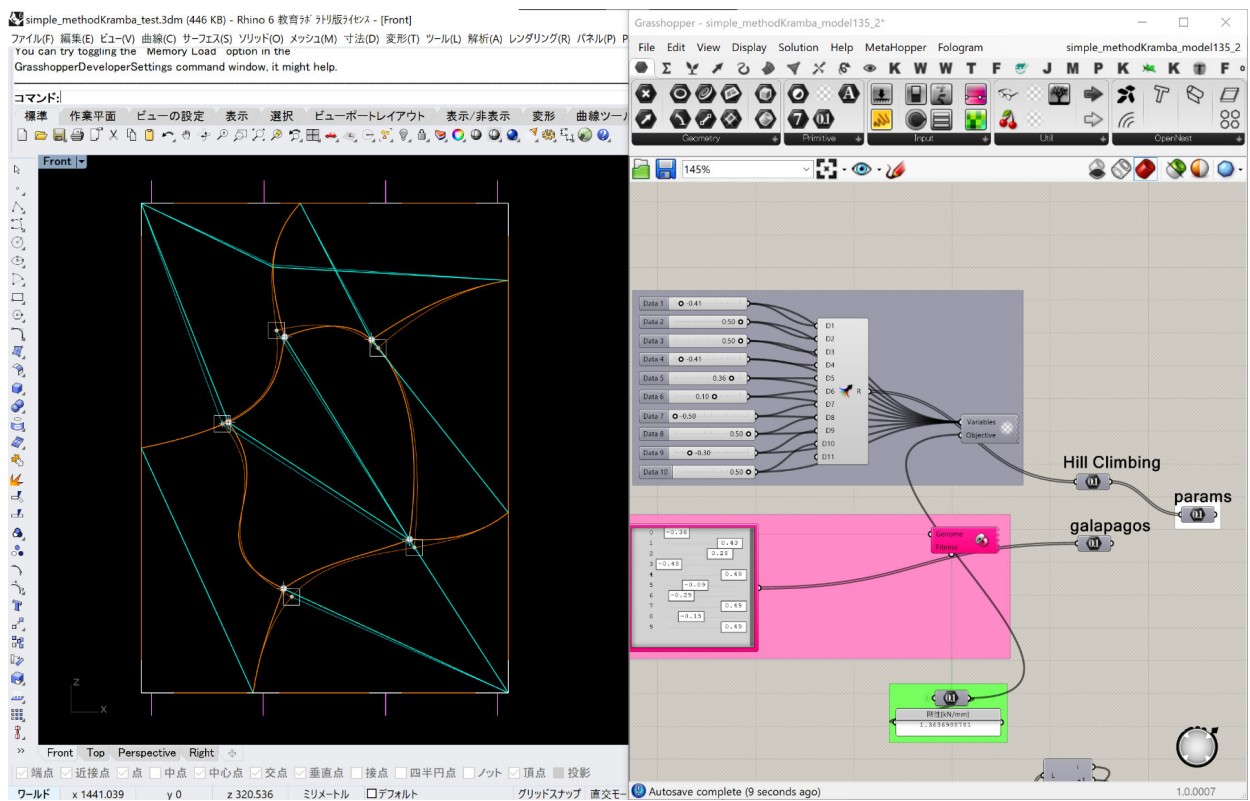 simple_methodKramba_test.3dm (446 KB) - Rhino 6 教育ラボラトリ版ライセンス - [Front]
ファイル(F) 編集(E) ビュー(V) 曲線(C) サーフェス(S) ソリッド(O) メッシュ(M) 寸法(D) 変形(T) ツール(L) 解析(A) レンダリング(R) パネル(P) P
You can try toggling the "Memory Load" option in the
GrasshopperDeveloperSettings command window, it might help.
コマンド:
標準 作業平面 ビューの設定 表示 選択 ビューポートレイアウト 表示/非表示 変形 曲線ツー
Front
z
x
Front Top Perspective Right
端点 近接点 点 中点 中心点 交点 垂直点 接点 四半円点 ノット 頂点 投影
ワールド x 1441.039 y 0 z 320.536 ミリメートル デフォルト グリッドスナップ 直交モー
Grasshopper - simple_methodKramba_model135_2*
File Edit View Display Solution Help MetaHopper Fologram simple_methodKramba_model135_2
K W W T F J M P K K F
Geometry Primitive Input Util OpenNest
145%
Data 1 -0.41
Data 2 0.50
Data 3 0.50
Data 4 -0.41
Data 5 0.36
Data 6 0.10
Data 7 -0.50
Data 8 0.50
Data 9 -0.30
Data 10 0.50
D1
D2
D3
D4
D5
D6 R
D7
D8
D9
D10
D11
Variables
Objective
Hill Climbing
params
galapagos
Genome
Fitness
0 -0.36
1 0.43
2 0.28
3 -0.48
4 0.49
5 -0.09
6 -0.29
7 0.49
8 -0.15
9 0.49
剛性[kN/mm]
1.3636988781
L i
Autosave complete (9 seconds ago) 1.0.0007